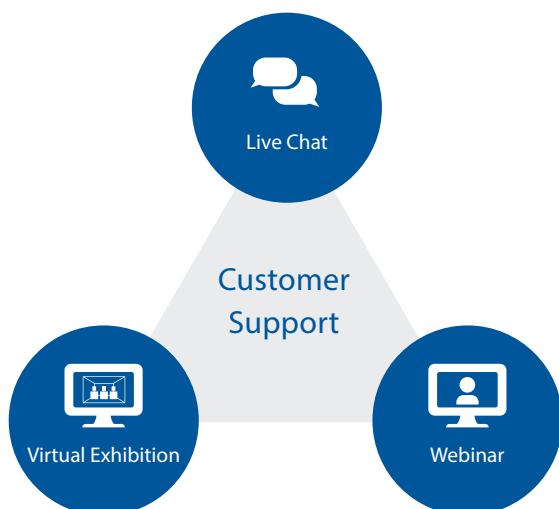 Live Chat
Customer
Support
Virtual Exhibition
Webinar